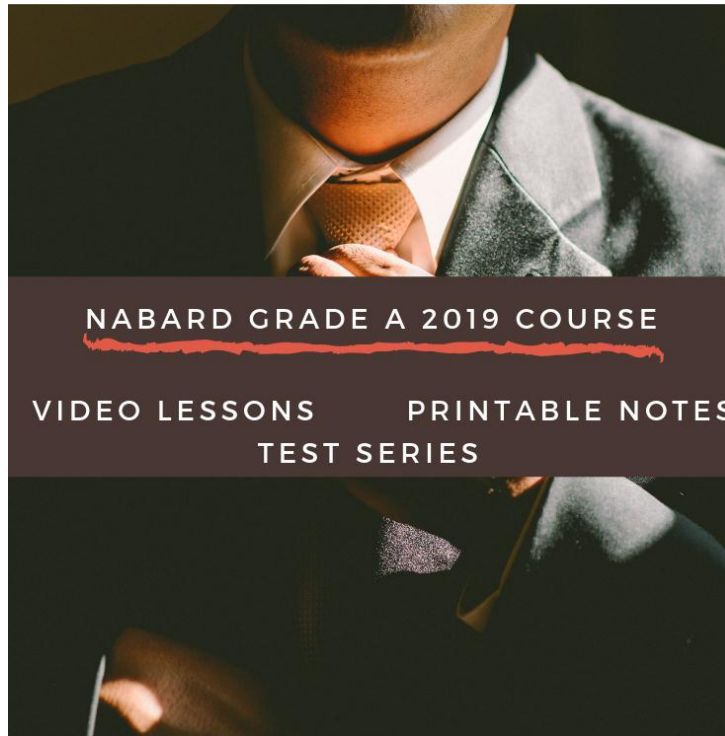 NABARD GRADE A 2019 COURSE
VIDEO LESSONS PRINTABLE NOTES
TEST SERIES